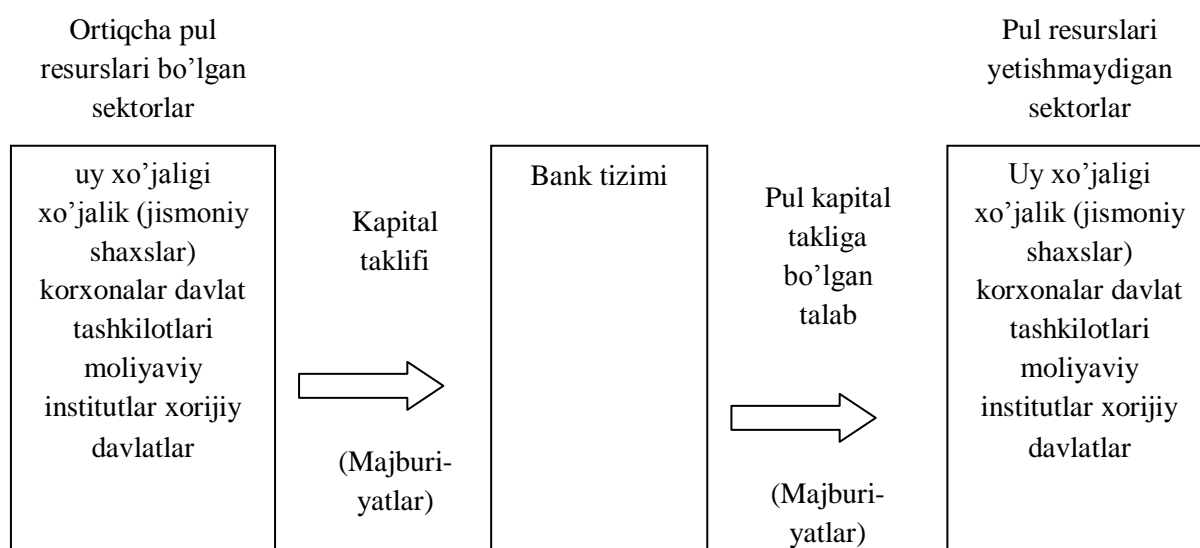 Ortiqcha pul
resurslari bo’lgan
sektorlar
Pul resurslari
yetishmaydigan
sektorlar
uy xo’jaligi
xo’jalik (jismoniy
shaxslar)
korxonalar davlat
tashkilotlari
moliyaviy
institutlar xorijiy
davlatlar
Kapital
taklifi
(Majburi-
yatlar)
Bank tizimi
Pul kapital
takliga
bo’lgan
talab
(Majburi-
yatlar)
Uy xo’jaligi
xo’jalik (jismoniy
shaxslar)
korxonalar davlat
tashkilotlari
moliyaviy
institutlar xorijiy
davlatlar